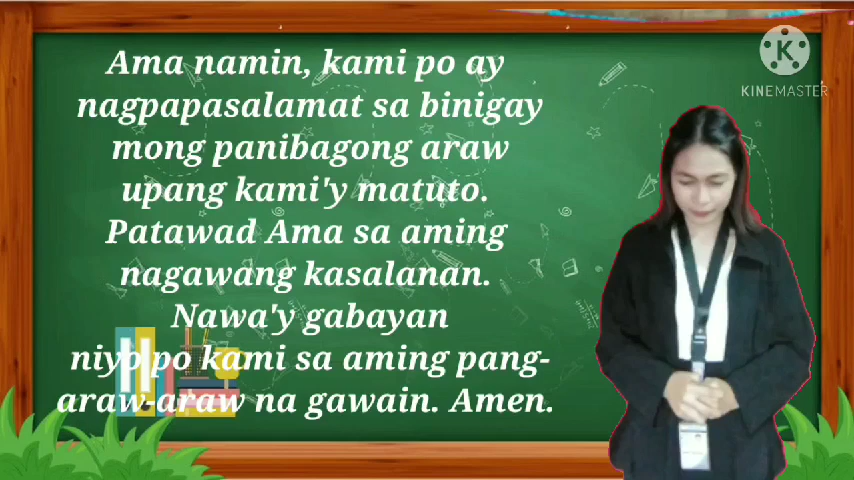 Ama namin, kami po ay
nagpapasalamat sa binigay
mong panibagong araw
upang kami'y matuto.
Patawad Ama sa aming
nagawang kasalanan.
Nawa'y gabayan
niyo po kami sa aming pang-
araw-araw na gawain. Amen.
K
KINEMASTER